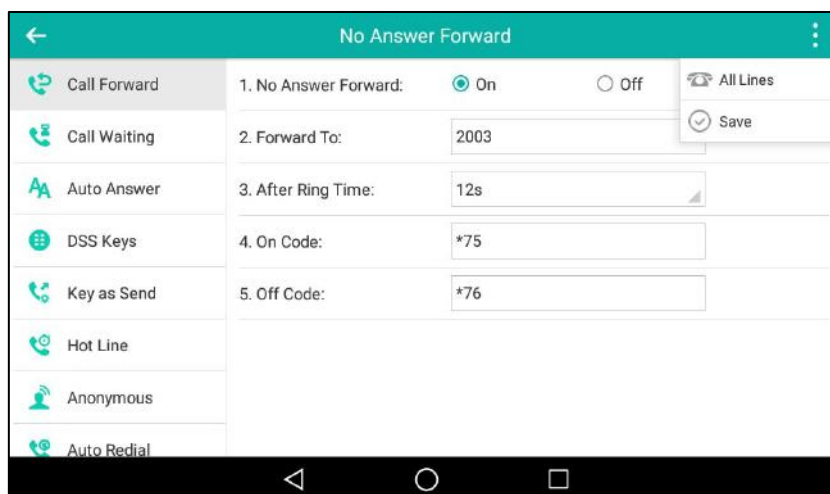 No Answer Forward
Call Forward
Call Waiting
Auto Answer
DSS Keys
Key as Send
Hot Line
Anonymous
Auto Redial
1. No Answer Forward: On Off
2. Forward To: 2003
3. After Ring Time: 12s
4. On Code: *75
5. Off Code: *76
All Lines
Save